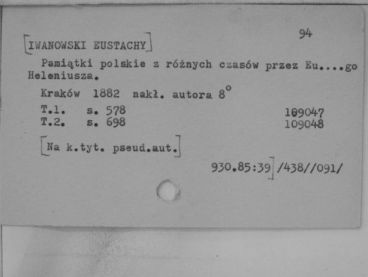 94
[IWANOWSKI EUSTACHY]
Pamiątki polskie z różnych czasów przez Eu....go
Heleniusza.
Kraków 1882 nakł. autora 8°
T.1. s. 578 109047
T.2. s. 698 109048
[Na k.tyt. pseud.aut.]
930.85:39]/438//091/